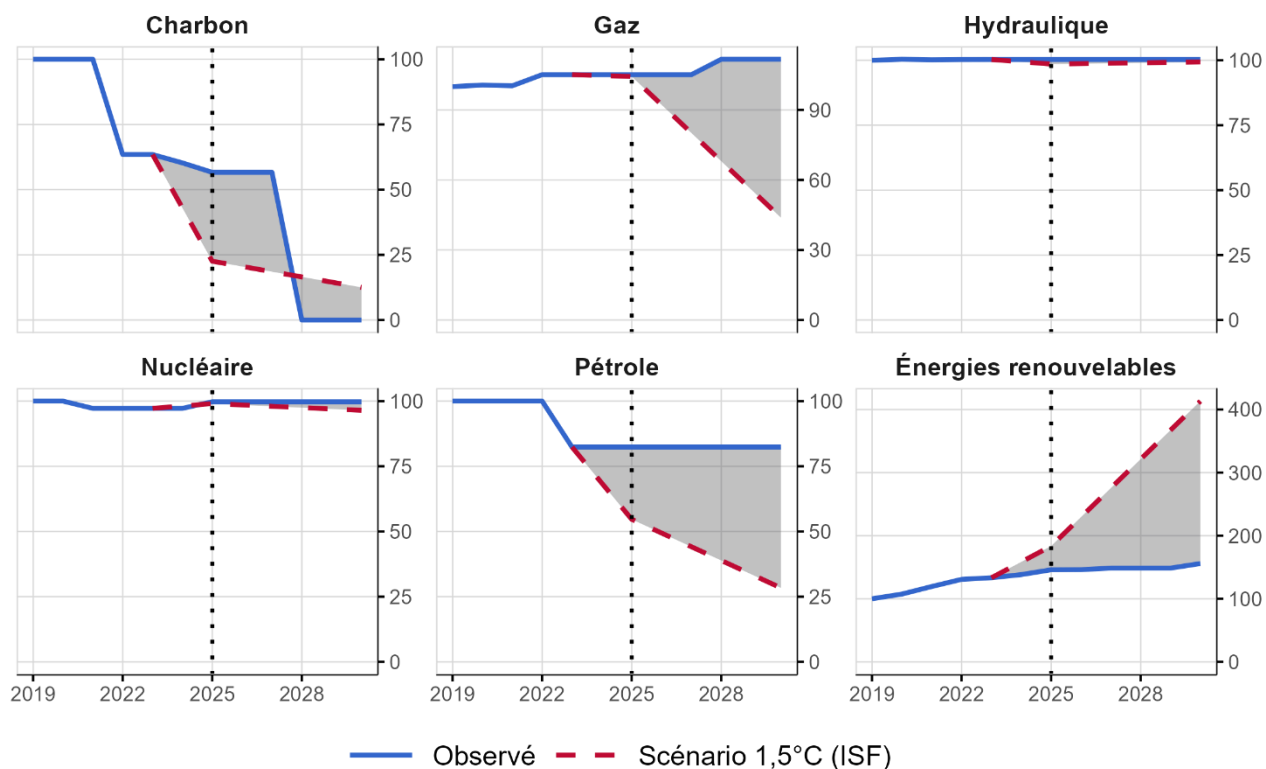 Charbon
Gaz
Hydraulique
100
75
50
25
0
90
60
30
0
100
75
50
25
0
Nucléaire
Pétrole
Énergies renouvelables
100
75
50
25
0
100
75
50
25
0
400
300
200
100
0
2019 2022 2025 2028
2019 2022 2025 2028
2019 2022 2025 2028
Observé Scénario 1,5°C (ISF)